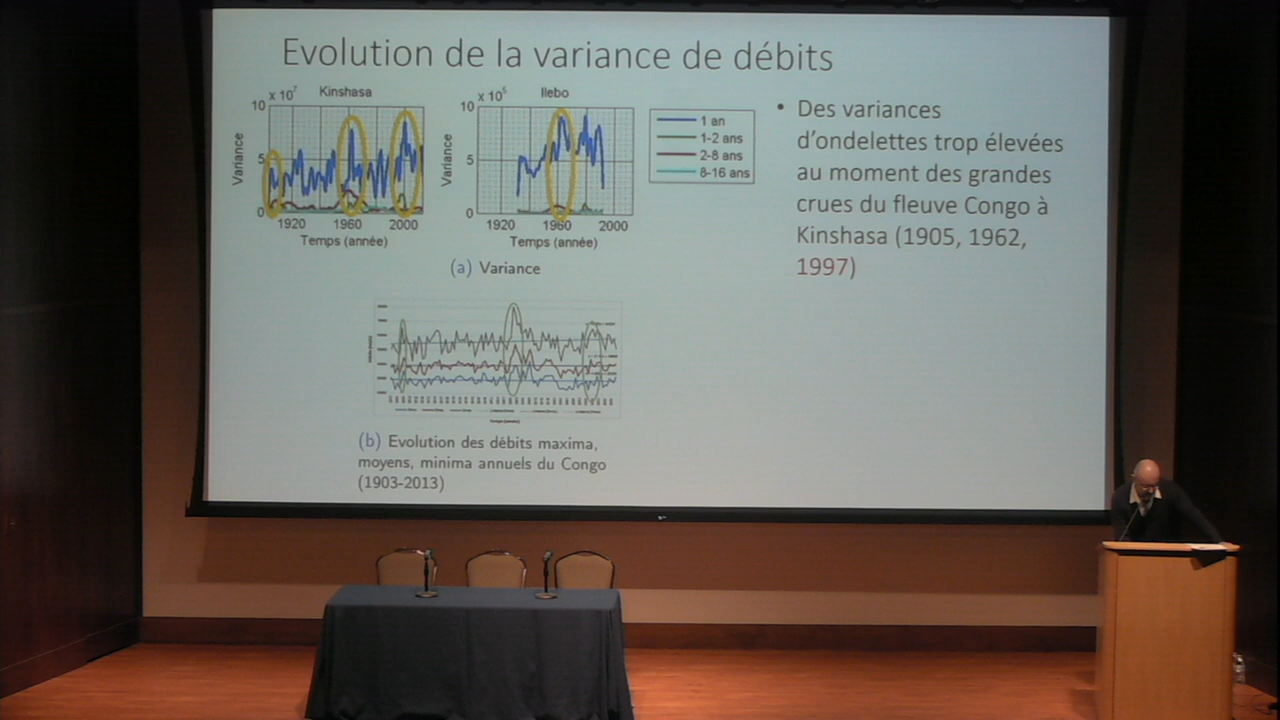 Evolution de la variance de débits
x 10⁷
Kinshasa
10
5
0
Variance
1920
1960
2000
Temps (année)
x 10⁵
Ilebo
10
5
0
Variance
1920
1960
2000
Temps (année)
1 an
1-2 ans
2-8 ans
8-16 ans
(a) Variance
(b) Evolution des débits maxima,
moyens, minima annuels du Congo
(1903-2013)
• Des variances
d'ondelettes trop élevées
au moment des grandes
crues du fleuve Congo à
Kinshasa (1905, 1962,
1997)